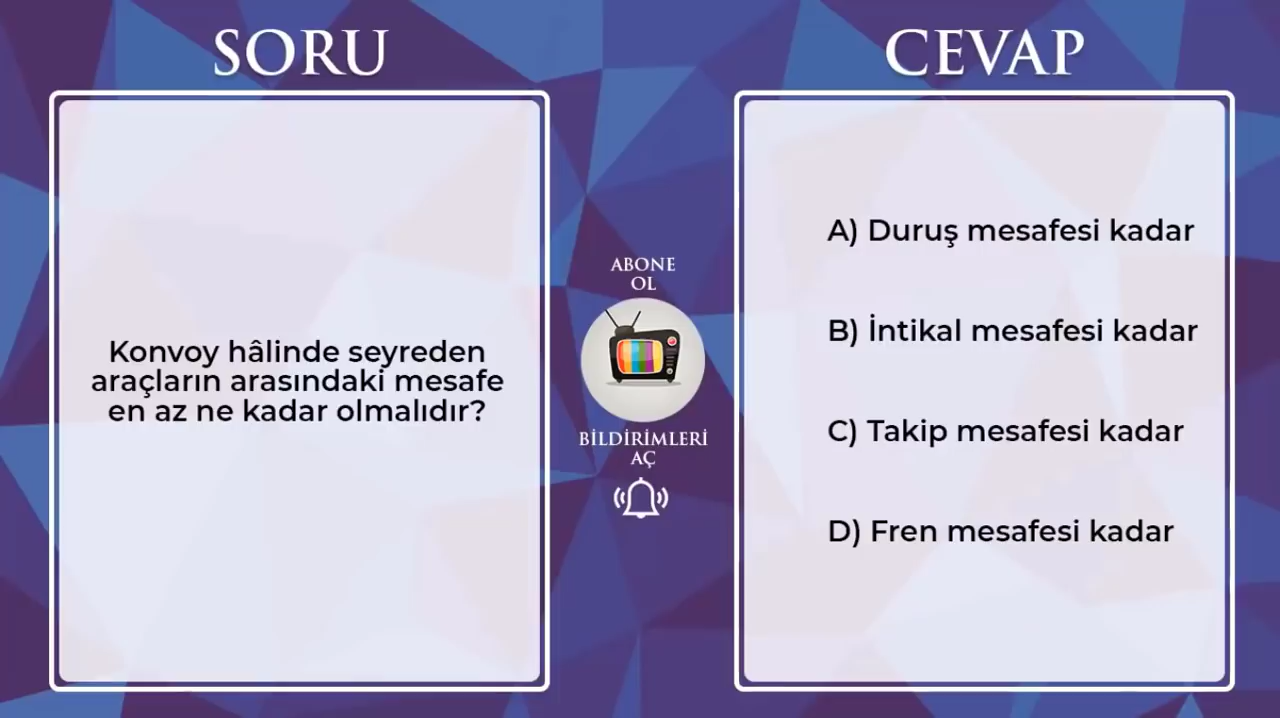 SORU
Konvoy hâlinde seyreden
araçların arasındaki mesafe
en az ne kadar olmalıdır?
ABONE
OL
BİLDİRİMLERİ
AÇ
CEVAP
A) Duruş mesafesi kadar
B) İntikal mesafesi kadar
C) Takip mesafesi kadar
D) Fren mesafesi kadar